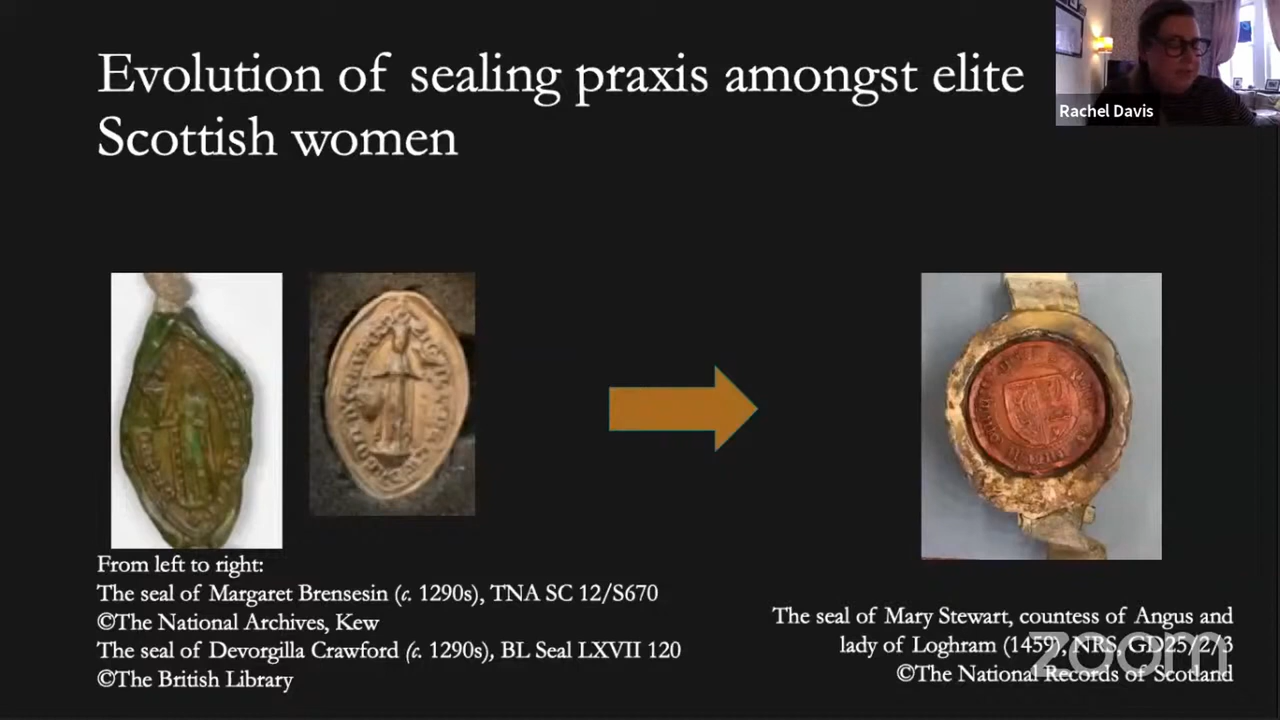 Evolution of sealing praxis amongst elite
Scottish women
Rachel Davis
From left to right:
The seal of Margaret Brensesin (c. 1290s), TNA SC 12/S670
©The National Archives, Kew
The seal of Devorgilla Crawford (c. 1290s), BL Seal LXVII 120
©The British Library
The seal of Mary Stewart, countess of Angus and
lady of Loghram (1459), NRS, GD25/2/3
©The National Records of Scotland
zoom